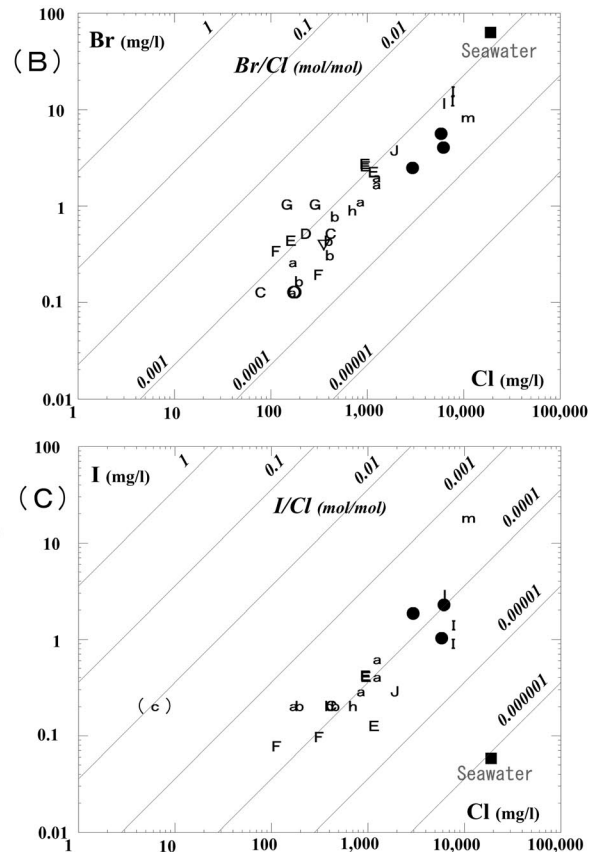 100
Br (mg/l)
1
0.1
0.01
Seawater
(B)
Br/Cl (mol/mol)
I
I
I
m
10
J
E
E
E
a
a
1
G
G
a
h
b
D
C
E
b
▽
b
F
a
F
b
C
a
0.1
0.001
0.0001
0.00001
Cl (mg/l)
0.01
1
10
100
1,000
10,000
100,000
100
I (mg/l)
1
0.1
0.01
0.001
(C)
I/Cl (mol/mol)
m
0.0001
10
I
I
I
1
0.00001
a
E
a
a
J
(c)
a
b
C
b
h
E
F
F
0.1
0.000001
Seawater
Cl (mg/l)
0.01
1
10
100
1,000
10,000
100,000